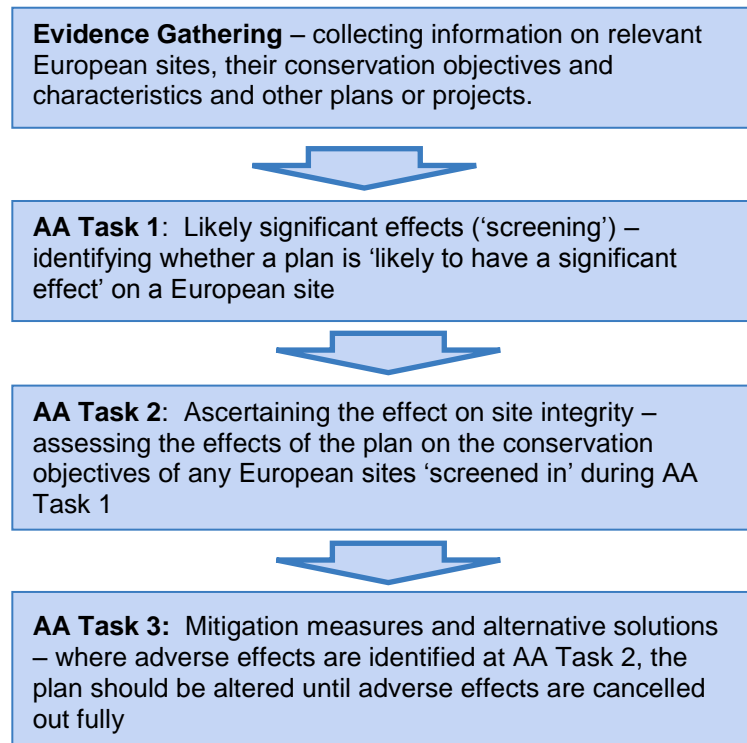 Evidence Gathering – collecting information on relevant
European sites, their conservation objectives and
characteristics and other plans or projects.
AA Task 1:  Likely significant effects (‘screening’) –
identifying whether a plan is ‘likely to have a significant
effect’ on a European site
AA Task 2:  Ascertaining the effect on site integrity –
assessing the effects of the plan on the conservation
objectives of any European sites ‘screened in’ during AA
Task 1
AA Task 3:  Mitigation measures and alternative solutions
– where adverse effects are identified at AA Task 2, the
plan should be altered until adverse effects are cancelled
out fully